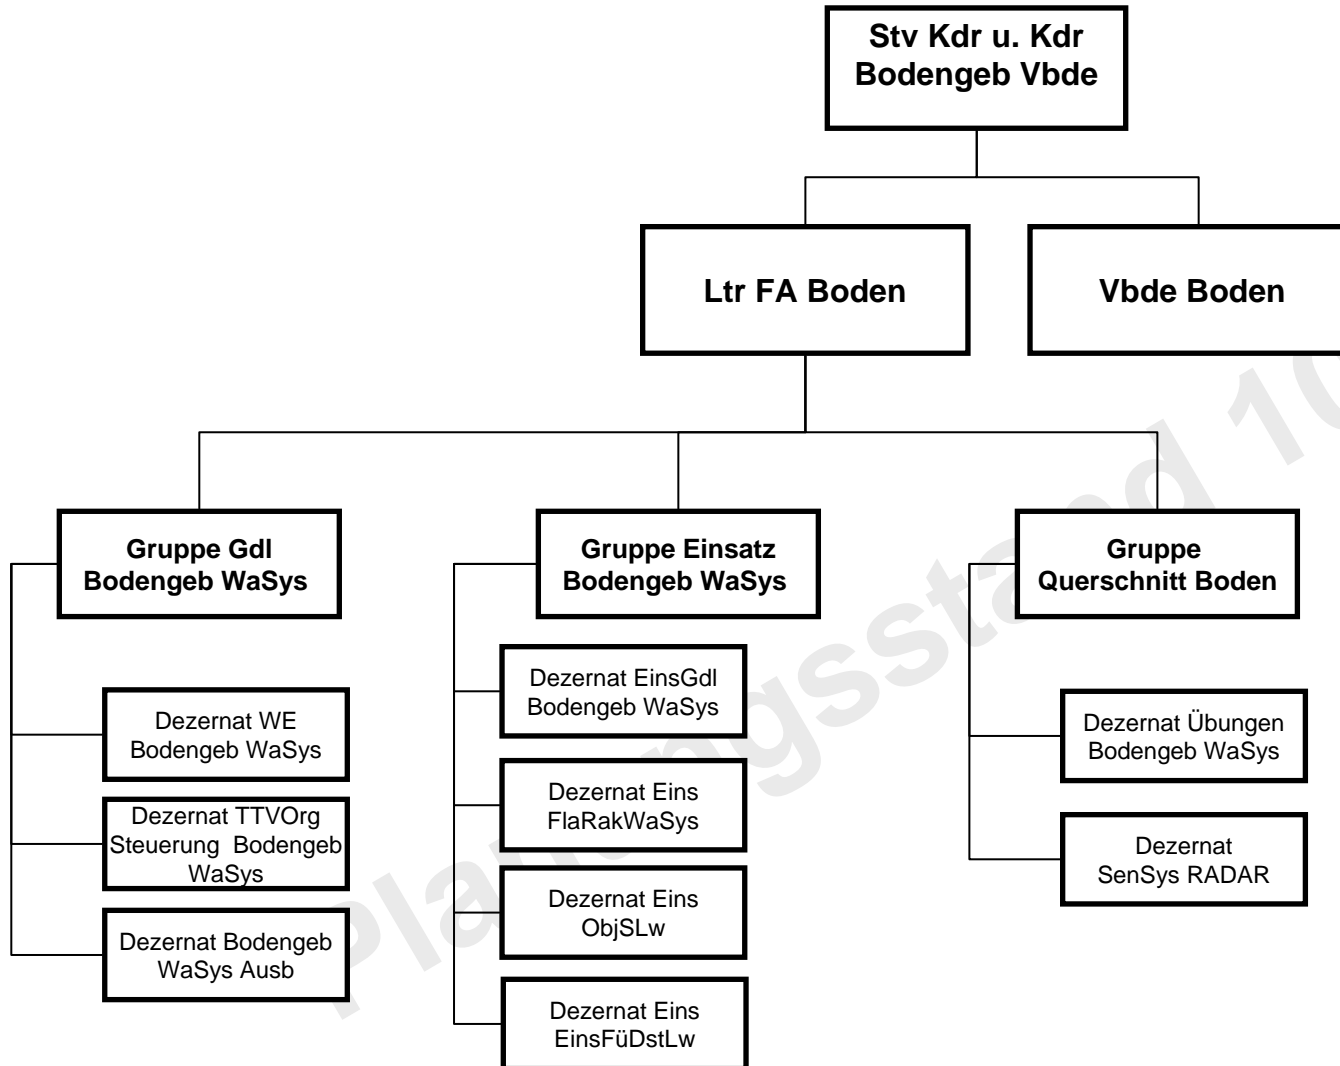 Stv Kdr u. Kdr
Bodengeb Vbde
Ltr FA Boden
Vbde Boden
Gruppe Gdl
Bodengeb WaSys
Gruppe Einsatz
Bodengeb WaSys
Gruppe
Querschnitt Boden
Dezernat WE
Bodengeb WaSys
Dezernat TTVOrg
Steuerung Bodengeb
WaSys
Dezernat Bodengeb
WaSys Ausb
Dezernat EinsGdl
Bodengeb WaSys
Dezernat Eins
FlaRakWaSys
Dezernat Eins
ObjSLw
Dezernat Eins
EinsFüDstLw
Dezernat Übungen
Bodengeb WaSys
Dezernat
SenSys RADAR
Planungsstand 10